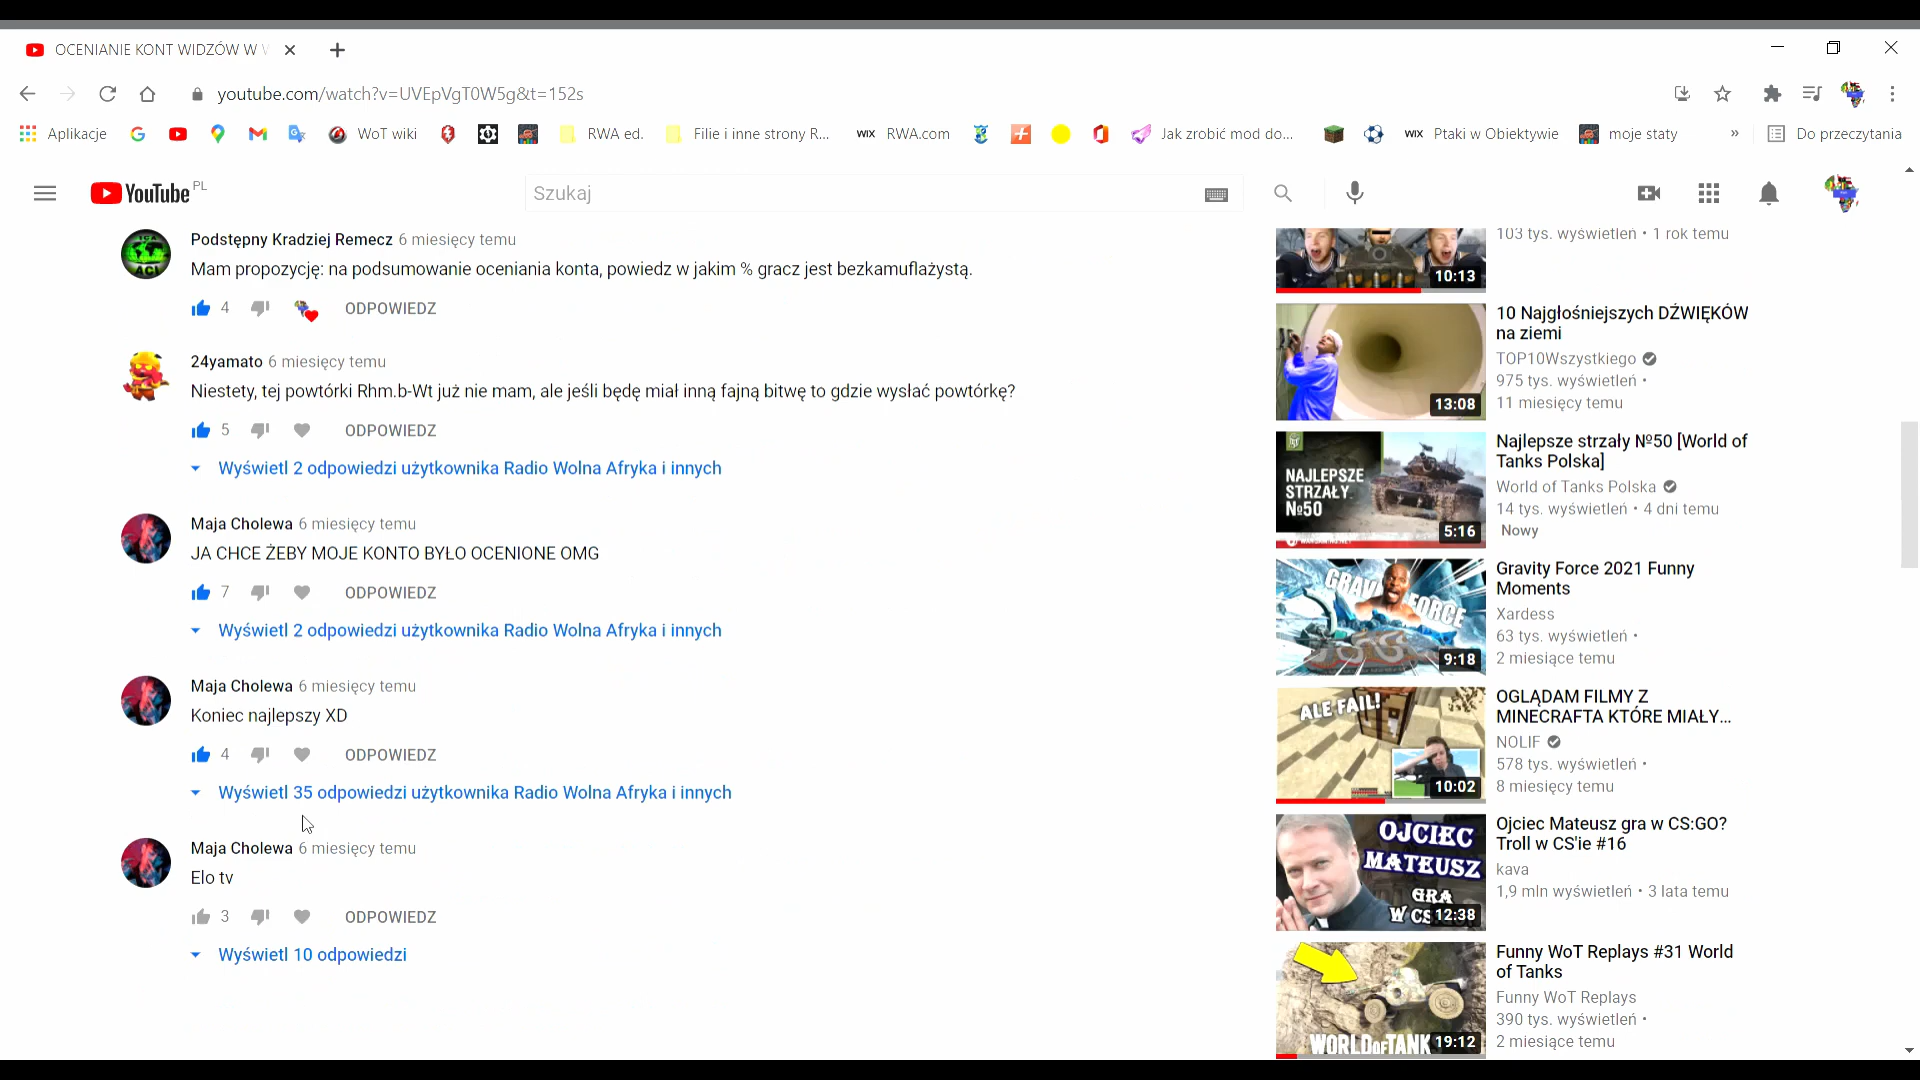 OCENIANIE KONT WIDZÓW W
youtube.com/watch?v=UVEpVgT0W5g&t=152s
Aplikacje
WoT wiki
RWA ed.
Filie i inne strony R...
WIX RWA.com
Jak zrobić mod do...
WIX Ptaki w Obiektywie
moje staty
»
Do przeczytania
YouTube PL
Szukaj
Podstępny Kradziej Remecz 6 miesięcy temu
Mam propozycję: na podsumowanie oceniania konta, powiedz w jakim % gracz jest bezkamuflażystą.
4 ODPOWIEDZ
24yamato 6 miesięcy temu
Niestety, tej powtórki Rhm.b-Wt już nie mam, ale jeśli będę miał inną fajną bitwę to gdzie wysłać powtórkę?
5 ODPOWIEDZ
Wyświetl 2 odpowiedzi użytkownika Radio Wolna Afryka i innych
Maja Cholewa 6 miesięcy temu
JA CHCE ŻEBY MOJE KONTO BYŁO OCENIONE OMG
7 ODPOWIEDZ
Wyświetl 2 odpowiedzi użytkownika Radio Wolna Afryka i innych
Maja Cholewa 6 miesięcy temu
Koniec najlepszy XD
4 ODPOWIEDZ
Wyświetl 35 odpowiedzi użytkownika Radio Wolna Afryka i innych
Maja Cholewa 6 miesięcy temu
Elo tv
3 ODPOWIEDZ
Wyświetl 10 odpowiedzi
103 tys. wyświetleń • 1 rok temu
10:13
10 Najgłośniejszych DŹWIĘKÓW
na ziemi
TOP10Wszystkiego
975 tys. wyświetleń •
11 miesięcy temu
13:08
Najlepsze strzały №50 [World of
Tanks Polska]
World of Tanks Polska
14 tys. wyświetleń • 4 dni temu
Nowy
NAJLEPSZE
STRZAŁY
№50
5:16
Gravity Force 2021 Funny
Moments
Xardess
63 tys. wyświetleń •
2 miesiące temu
9:18
OGLĄDAM FILMY Z
MINECRAFTA KTÓRE MIAŁY...
NOLIF
578 tys. wyświetleń •
8 miesięcy temu
ALE FAIL!
10:02
Ojciec Mateusz gra w CS:GO?
Troll w CS'ie #16
kava
1,9 mln wyświetleń • 3 lata temu
OJCIEC
MATEUSZ
GRA
W CS
12:38
Funny WoT Replays #31 World
of Tanks
Funny WoT Replays
390 tys. wyświetleń •
2 miesiące temu
WORLD OF TANK
19:12